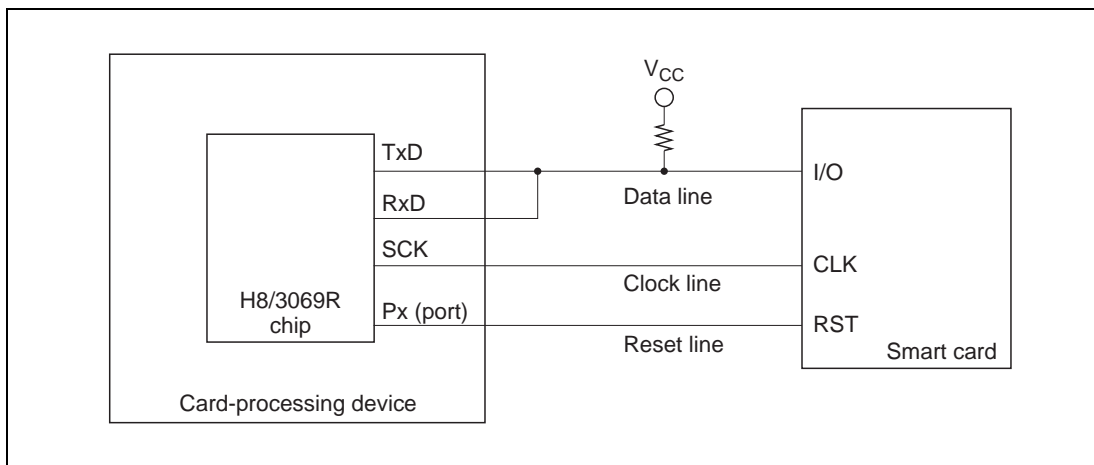 V_CC
TxD
I/O
Data line
RxD
SCK
CLK
Clock line
H8/3069R
chip
Px (port)
RST
Reset line
Smart card
Card-processing device